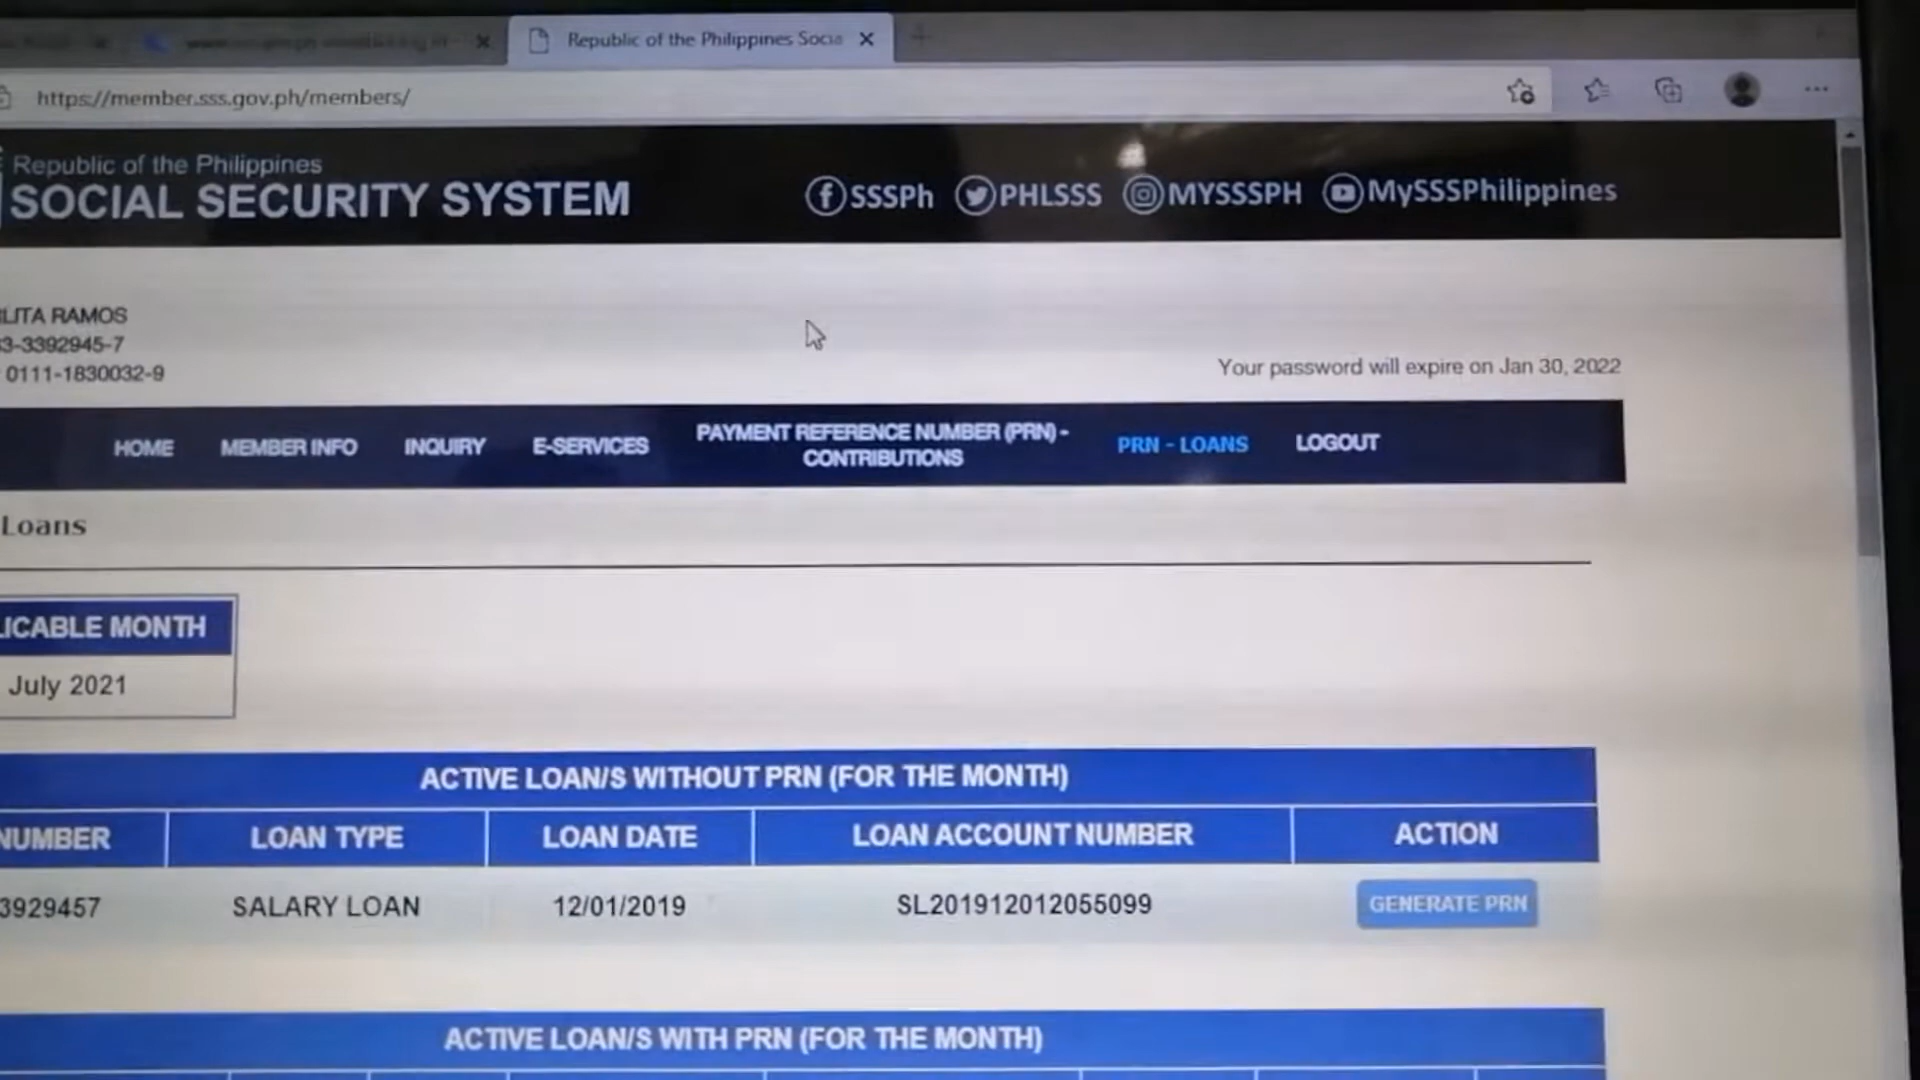 Republic of the Philippines Socia
https://member.sss.gov.ph/members/
Republic of the Philippines
SOCIAL SECURITY SYSTEM
SSSPh PHLSSS MYSSSPH MySSSPhilippines
LITA RAMOS
3-3392945-7
0111-1830032-9
Your password will expire on Jan 30, 2022
HOME MEMBER INFO INQUIRY E-SERVICES PAYMENT REFERENCE NUMBER (PRN) - CONTRIBUTIONS PRN - LOANS LOGOUT
Loans
ICABLE MONTH
July 2021
ACTIVE LOAN/S WITHOUT PRN (FOR THE MONTH)
NUMBER LOAN TYPE LOAN DATE LOAN ACCOUNT NUMBER ACTION
3929457 SALARY LOAN 12/01/2019 SL201912012055099 GENERATE PRN
ACTIVE LOAN/S WITH PRN (FOR THE MONTH)